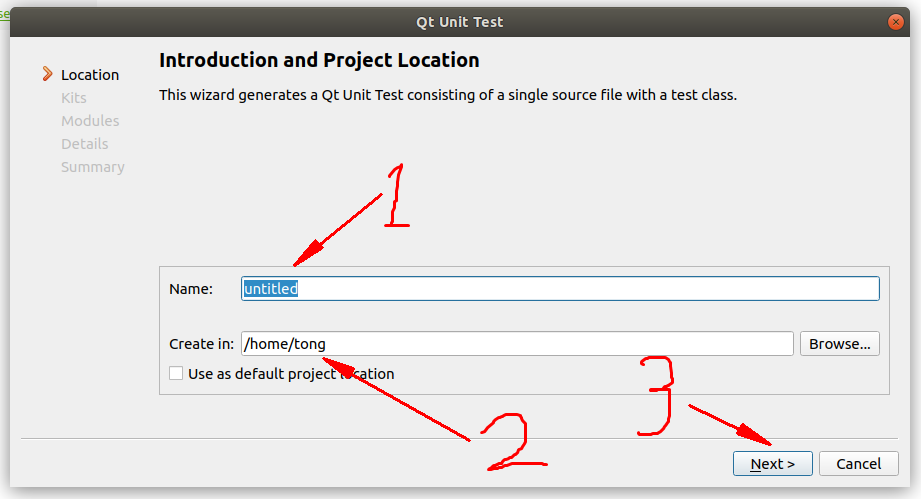 se
Qt Unit Test
Location
Kits
Modules
Details
Summary
Introduction and Project Location
This wizard generates a Qt Unit Test consisting of a single source file with a test class.
1
Name: untitled
Create in: /home/tong Browse...
Use as default project location
3
2
Next > Cancel